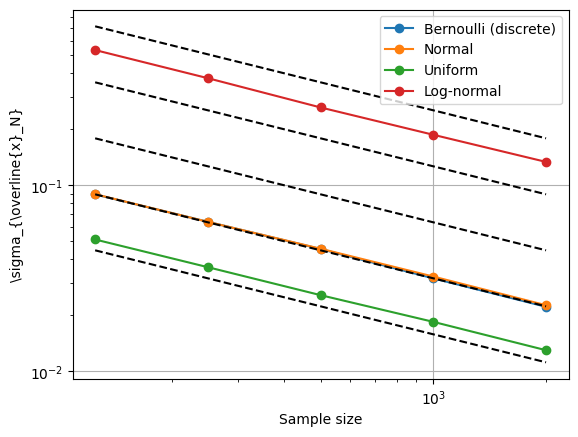 Bernoulli (discrete)
Normal
Uniform
Log-normal
\sigma_{\overline{x}_N}
10^{-1}
10^{-2}
10^3
Sample size